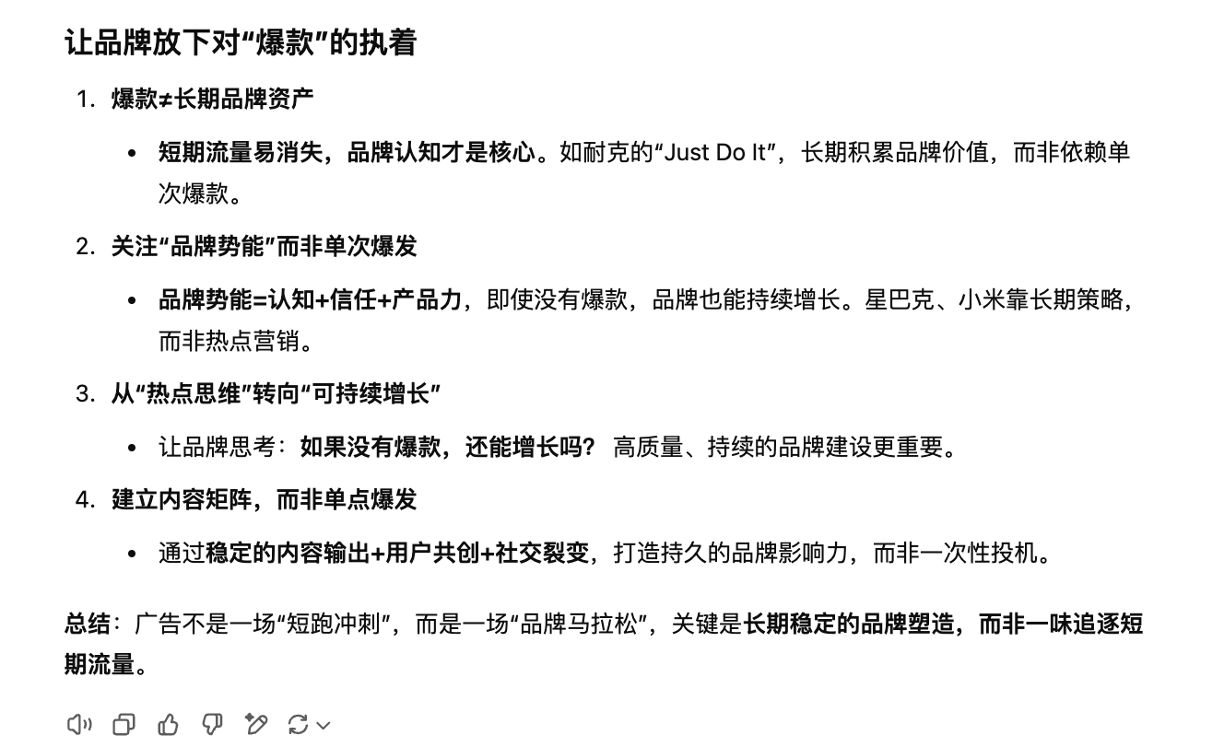 让品牌放下对“爆款”的执着
1. 爆款≠长期品牌资产
• 短期流量易消失，品牌认知才是核心。如耐克的“Just Do It”，长期积累品牌价值，而非依赖单
次爆款。
2. 关注“品牌势能”而非单次爆发
• 品牌势能=认知+信任+产品力，即使没有爆款，品牌也能持续增长。星巴克、小米靠长期策略，
而非热点营销。
3. 从“热点思维”转向“可持续增长”
• 让品牌思考：如果没有爆款，还能增长吗？ 高质量、持续的品牌建设更重要。
4. 建立内容矩阵，而非单点爆发
• 通过稳定的内容输出+用户共创+社交裂变，打造持久的品牌影响力，而非一次性投机。
总结：广告不是一场“短跑冲刺”，而是一场“品牌马拉松”，关键是长期稳定的品牌塑造，而非一味追逐短
期流量。